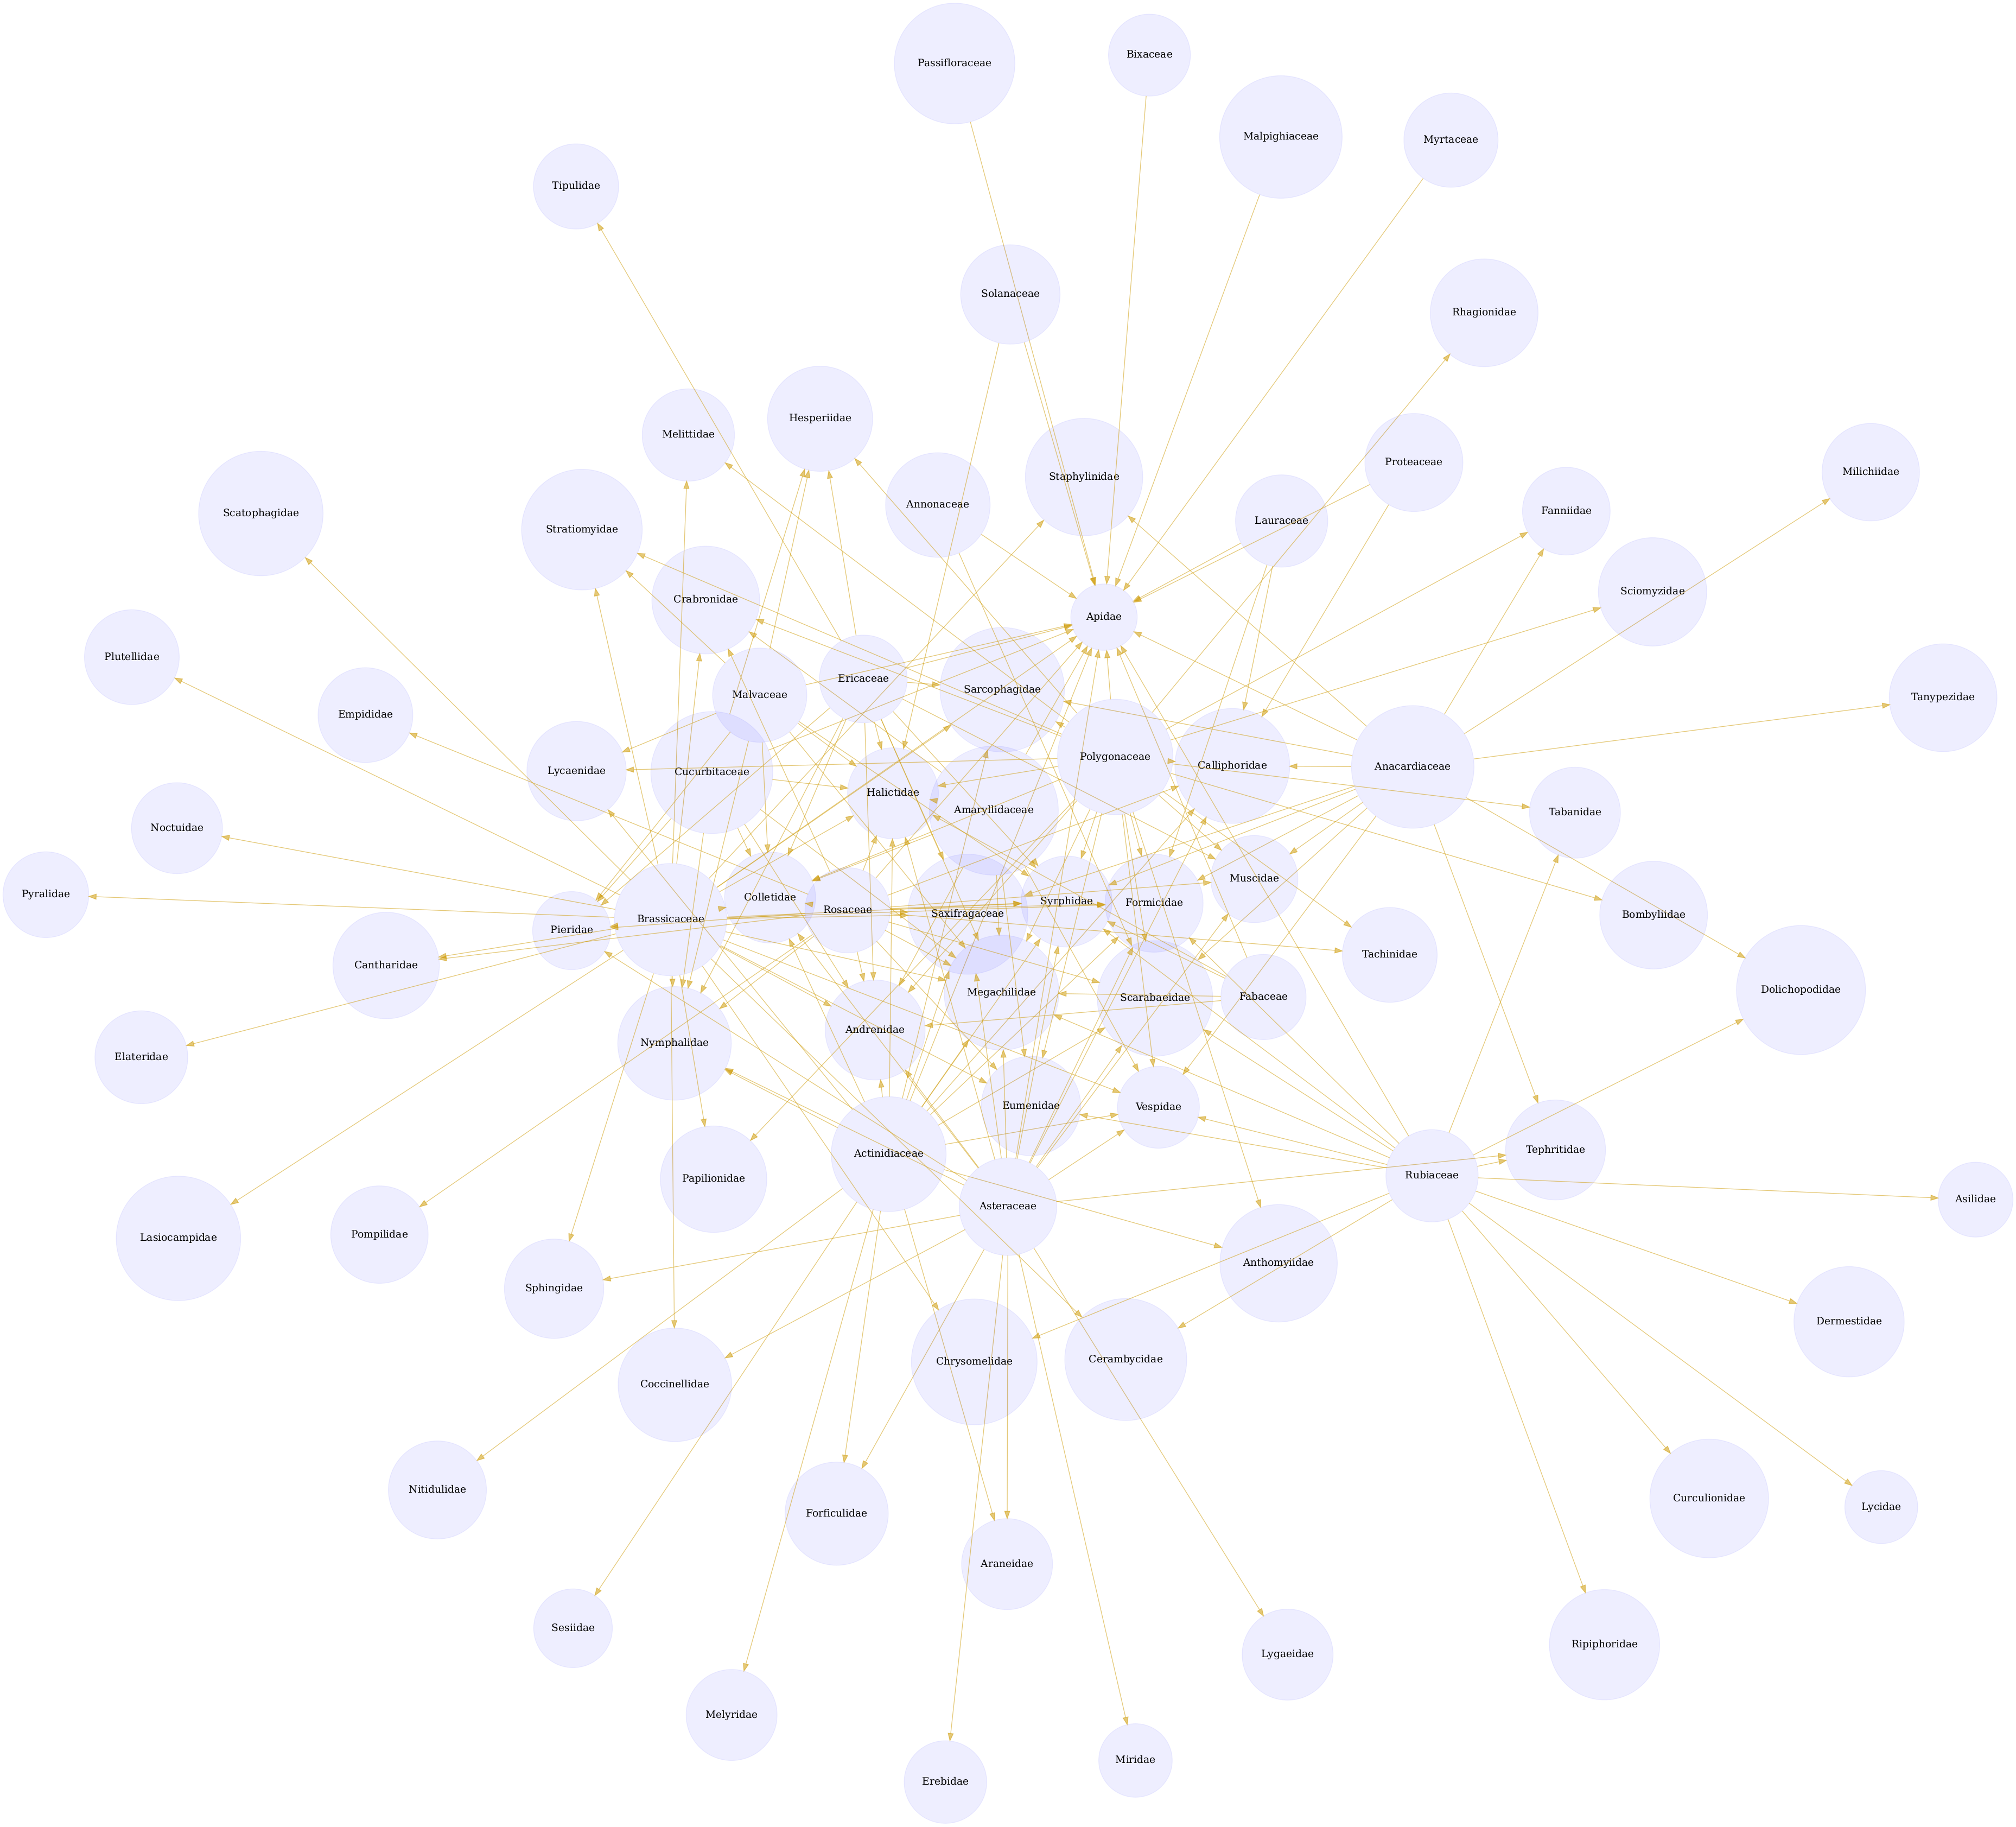 Bixaceae
Passifloraceae
Malpighiaceae
Myrtaceae
Tipulidae
Solanaceae
Rhagionidae
Hesperiidae
Melittidae
Proteaceae
Milichiidae
Staphylinidae
Annonaceae
Fanniidae
Scatophagidae
Lauraceae
Stratiomyidae
Sciomyzidae
Crabronidae
Apidae
Plutellidae
Ericaceae
Sarcophagidae
Malvaceae
Tanypezidae
Empididae
Polygonaceae
Calliphoridae
Anacardiaceae
Lycaenidae
Cucurbitaceae
Halictidae
Amaryllidaceae
Tabanidae
Noctuidae
Muscidae
Pyralidae
Colletidae
Syrphidae
Formicidae
Rosaceae
Saxifragaceae
Bombyliidae
Brassicaceae
Pieridae
Tachinidae
Cantharidae
Dolichopodidae
Megachilidae
Fabaceae
Scarabaeidae
Andrenidae
Nymphalidae
Elateridae
Eumenidae
Vespidae
Tephritidae
Actinidiaceae
Rubiaceae
Papilionidae
Asilidae
Asteraceae
Pompilidae
Lasiocampidae
Anthomyiidae
Sphingidae
Dermestidae
Cerambycidae
Chrysomelidae
Coccinellidae
Nitidulidae
Curculionidae
Lycidae
Forficulidae
Araneidae
Sesiidae
Ripiphoridae
Lygaeidae
Melyridae
Miridae
Erebidae